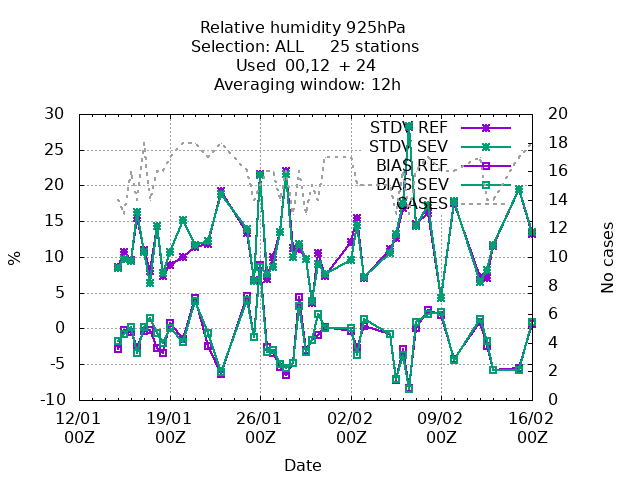 Relative humidity 925hPa
Selection: ALL 25 stations
Used 00,12 + 24
Averaging window: 12h
30 20
STDV REF
25 18
STDV SEV
BIAS REF
20 16
BIAS SEV
CASES
15 14
10 12
5 10
0 8
-5 6
-10 4
2
0
%
No cases
12/01 19/01 26/01 02/02 09/02 16/02
00Z 00Z 00Z 00Z 00Z 00Z
Date